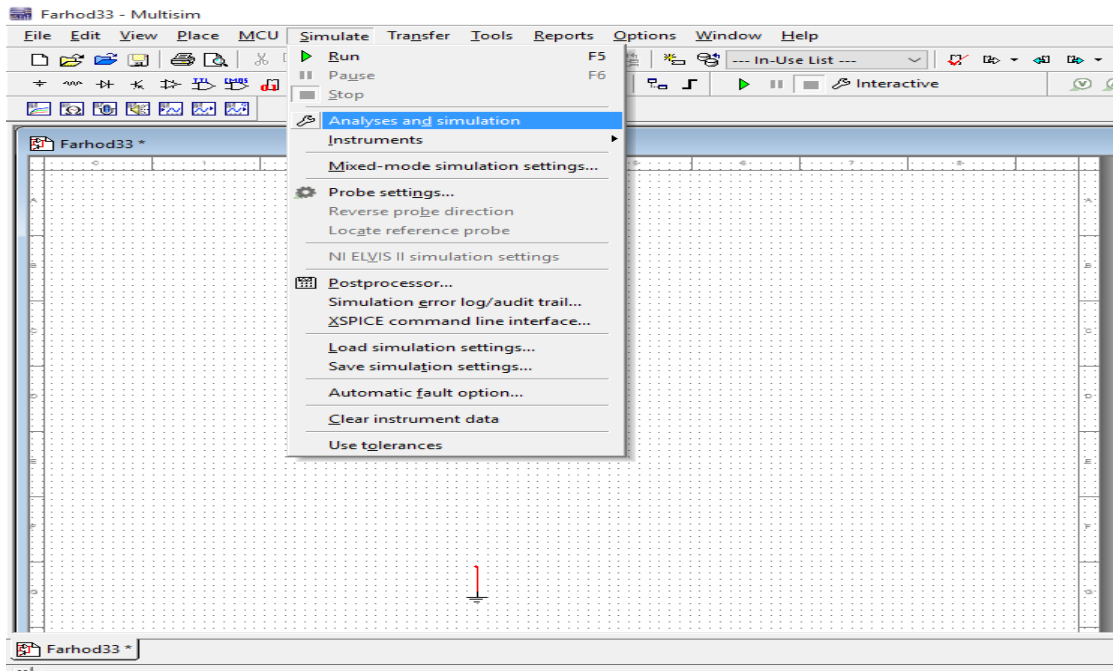 Farhod33 - Multisim
File Edit View Place MCU Simulate Transfer Tools Reports Options Window Help
Run F5
--- In-Use List ---
Pause F6
Interactive
Stop
Analyses and simulation
Farhod33 *
Instruments
Mixed-mode simulation settings...
Probe settings...
Reverse probe direction
Locate reference probe
NI ELVIS II simulation settings
Postprocessor...
Simulation error log/audit trail...
XSPICE command line interface...
Load simulation settings...
Save simulation settings...
Automatic fault option...
Clear instrument data
Use tolerances
Farhod33 *